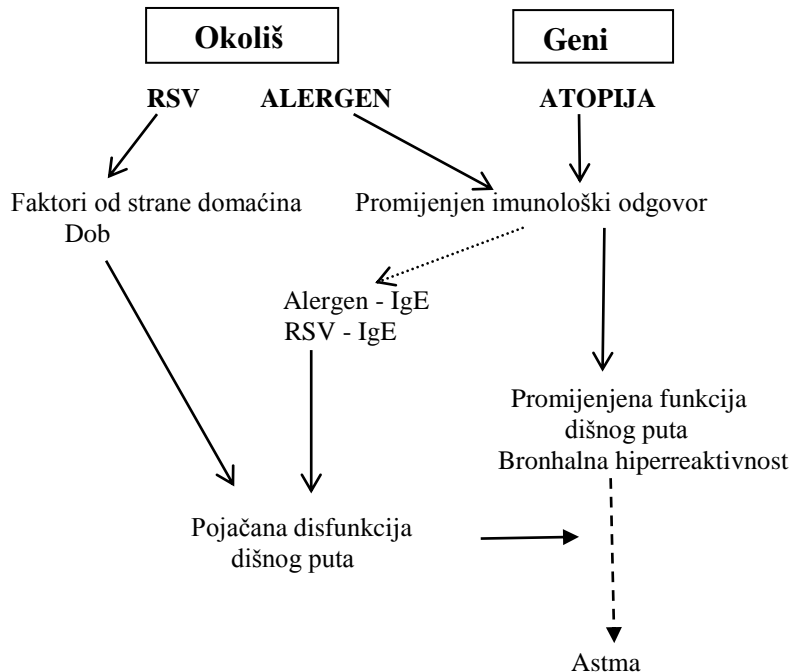 Okoliš
Geni
RSV
ALERGEN
ATOPIJA
Faktori od strane domaćina
Dob
Promijenjen imunološki odgovor
Alergen - IgE
RSV - IgE
Promijenjena funkcija
dišnog puta
Bronhalna hiperreaktivnost
Pojačana disfunkcija
dišnog puta
Astma